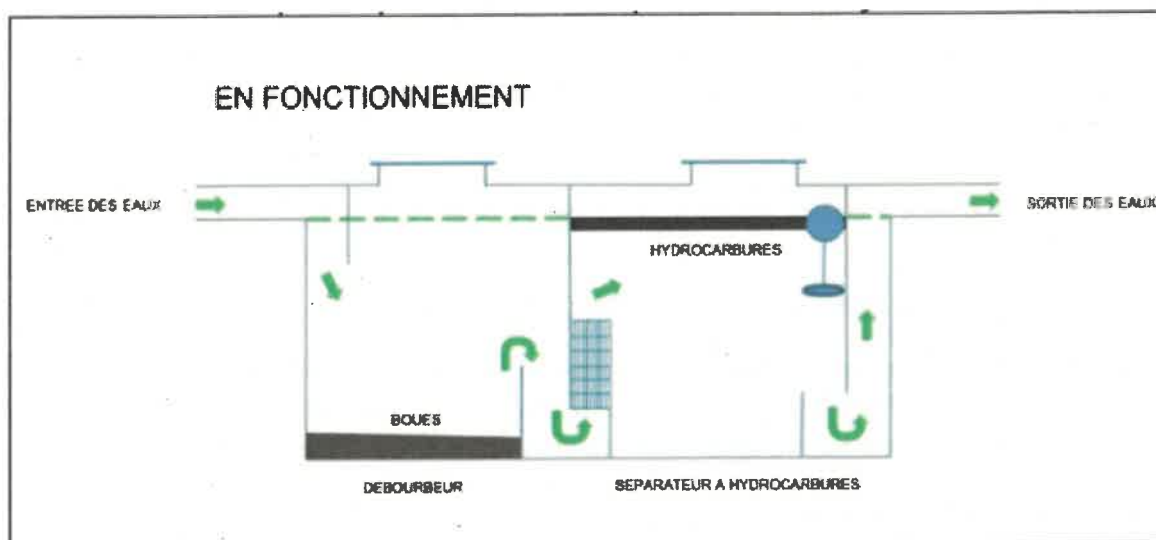 EN FONCTIONNEMENT
ENTREE DES EAUX
SORTIE DES EAUX
HYDROCARBURES
BOUES
DEBOURBEUR
SEPARATEUR A HYDROCARBURES